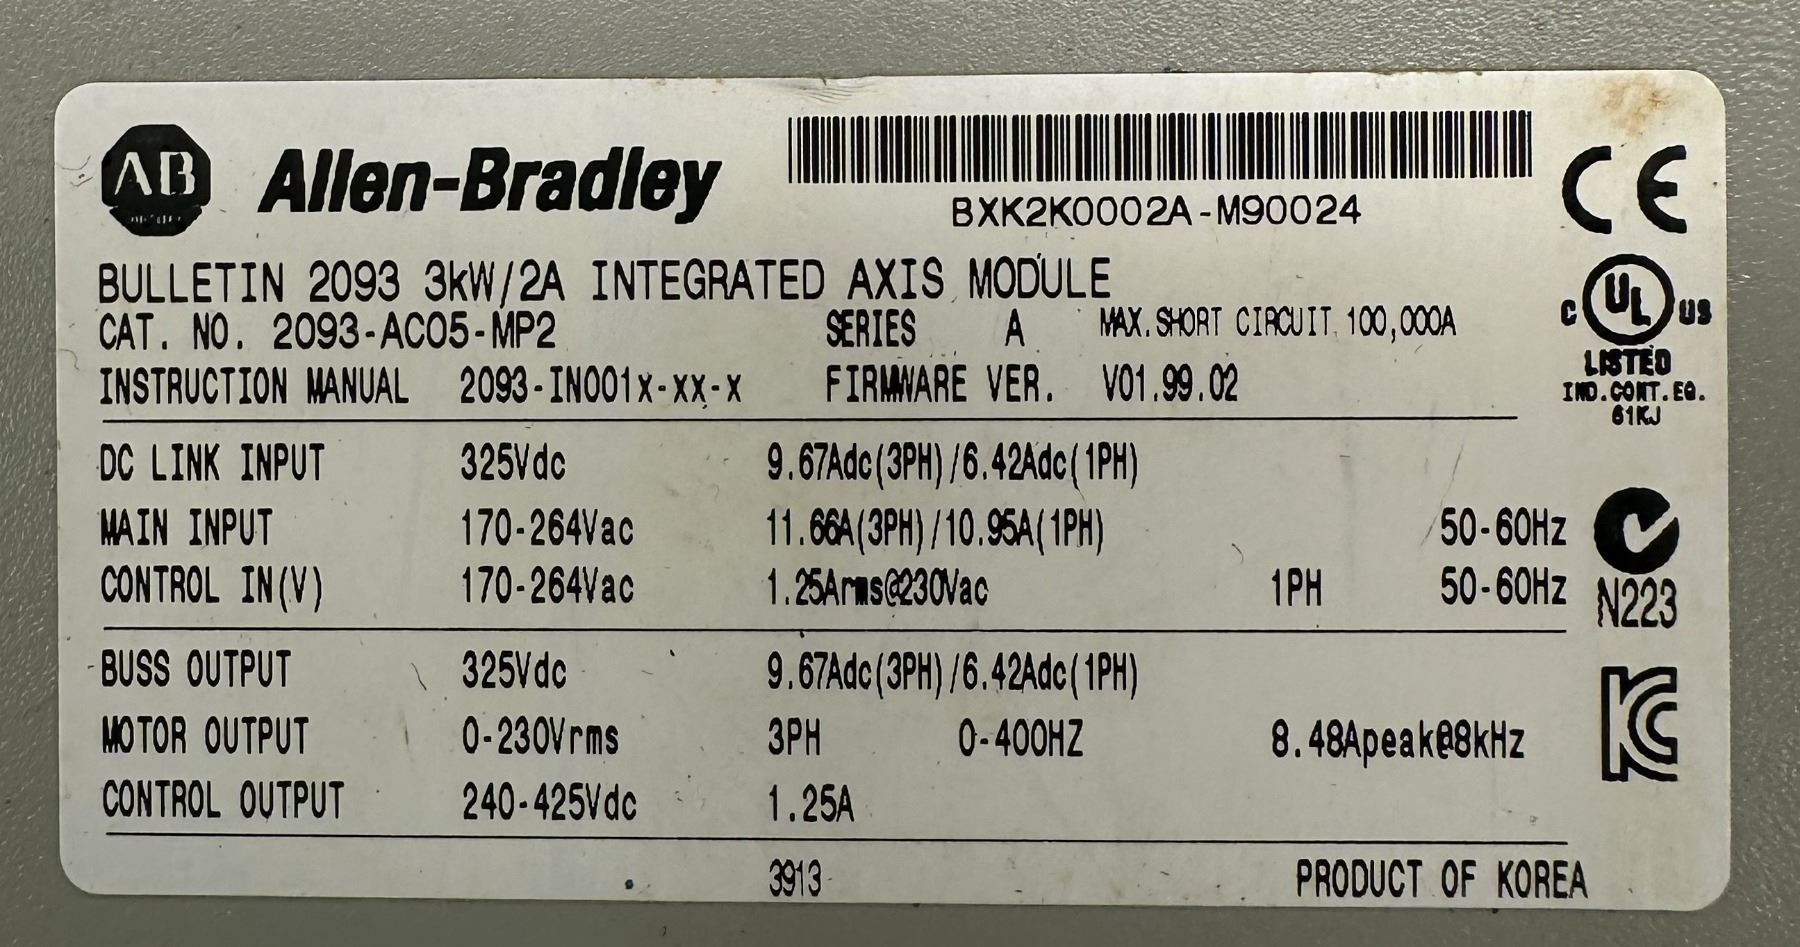 AB Allen-Bradley
BXK2K0002A-M90024
CE
BULLETIN 2093 3kW/2A INTEGRATED AXIS MODULE
CAT. NO. 2093-AC05-MP2 SERIES A MAX.SHORT CIRCUIT 100,000A
INSTRUCTION MANUAL 2093-IN001x-xx-x FIRMWARE VER. V01.99.02
C UL US
LISTED
IND.CONT.EQ.
61KJ
DC LINK INPUT 325Vdc 9.67Adc(3PH)/6.42Adc(1PH)
MAIN INPUT 170-264Vac 11.66A(3PH)/10.95A(1PH) 50-60Hz
CONTROL IN(V) 170-264Vac 1.25Arms@230Vac 1PH 50-60Hz
N223
BUSS OUTPUT 325Vdc 9.67Adc(3PH)/6.42Adc(1PH)
MOTOR OUTPUT 0-230Vrms 3PH 0-400HZ 8.48Apeak@8kHz
CONTROL OUTPUT 240-425Vdc 1.25A
KC
3913 PRODUCT OF KOREA